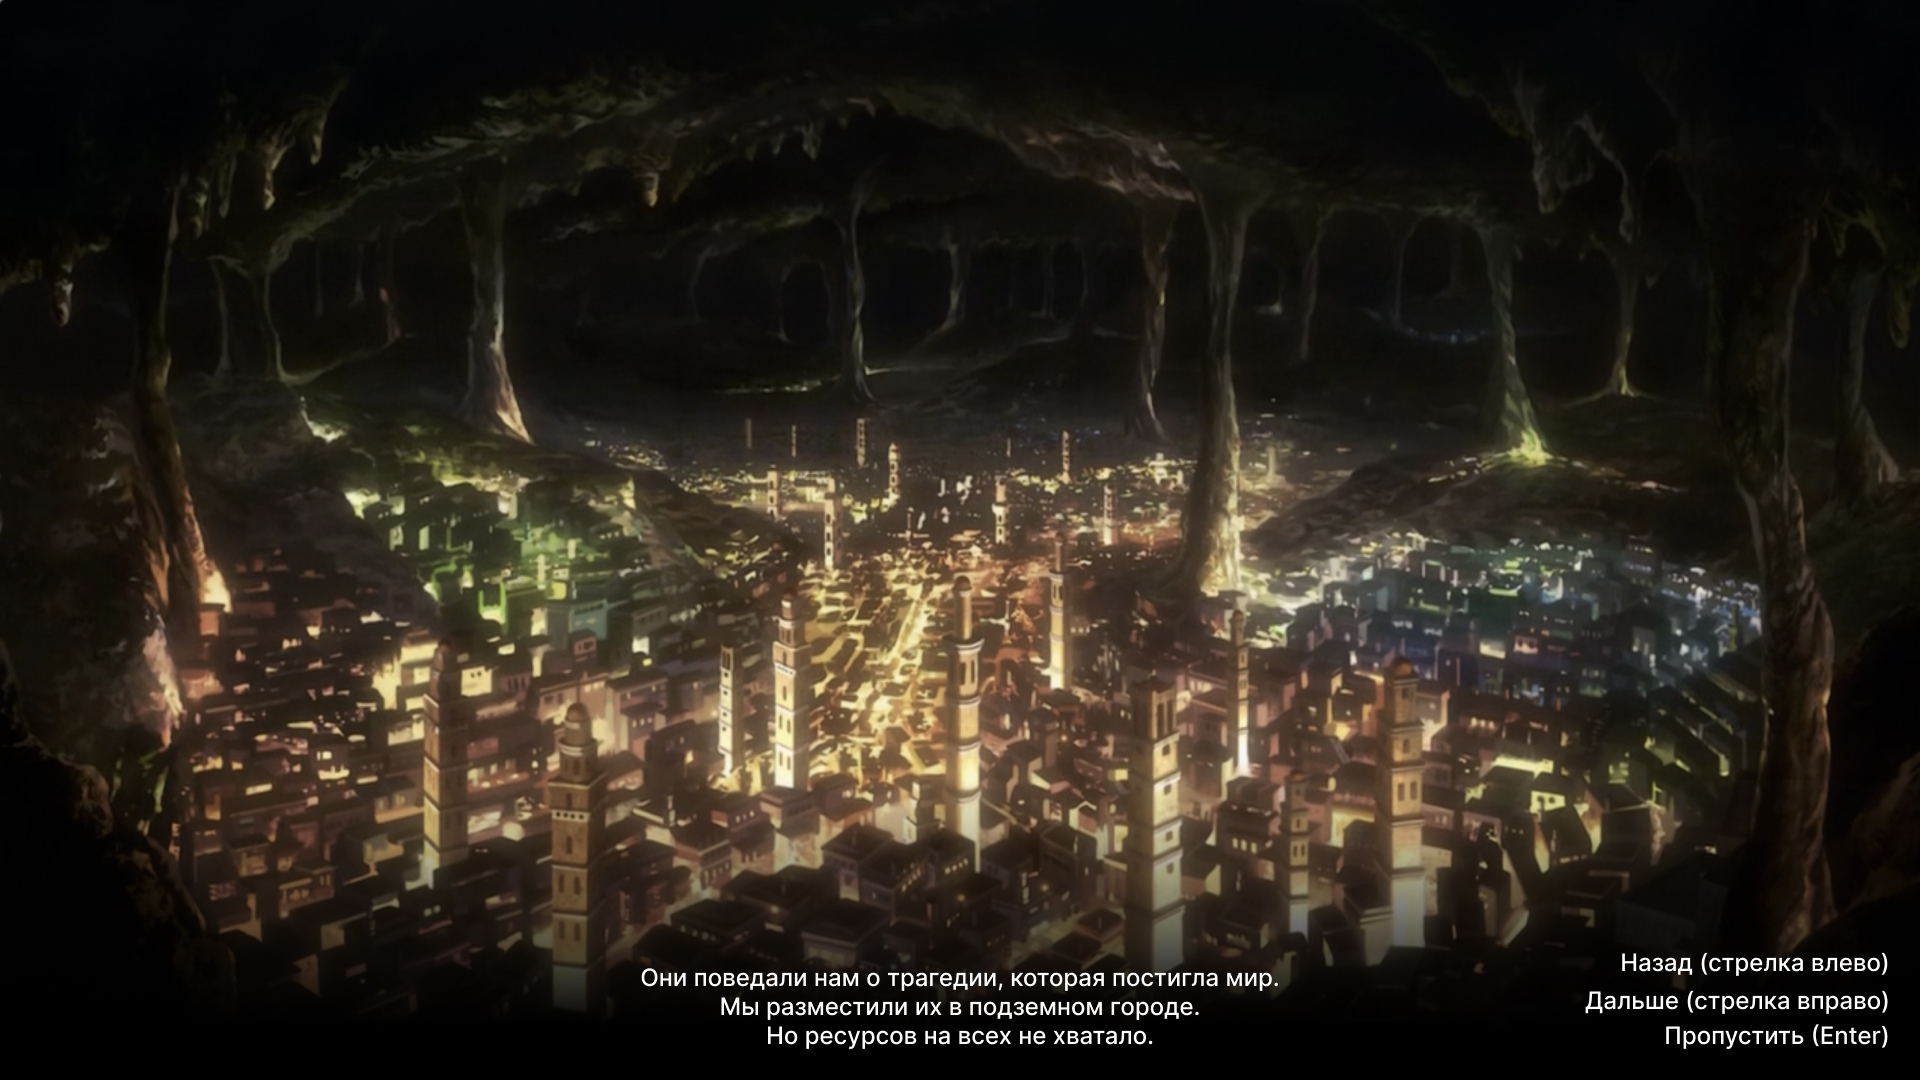 Они поведали нам о трагедии, которая постигла мир.
Мы разместили их в подземном городе.
Но ресурсов на всех не хватало.
Назад (стрелка влево)
Дальше (стрелка вправо)
Пропустить (Enter)